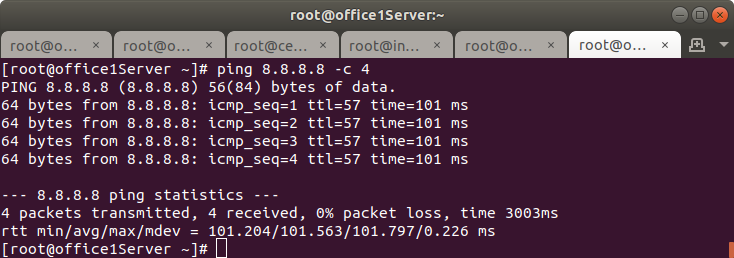 root@office1Server:~
root@o… × root@o… × root@ce… × root@in… × root@o… × root@o… ×
[root@office1Server ~]# ping 8.8.8.8 -c 4
PING 8.8.8.8 (8.8.8.8) 56(84) bytes of data.
64 bytes from 8.8.8.8: icmp_seq=1 ttl=57 time=101 ms
64 bytes from 8.8.8.8: icmp_seq=2 ttl=57 time=101 ms
64 bytes from 8.8.8.8: icmp_seq=3 ttl=57 time=101 ms
64 bytes from 8.8.8.8: icmp_seq=4 ttl=57 time=101 ms
--- 8.8.8.8 ping statistics ---
4 packets transmitted, 4 received, 0% packet loss, time 3003ms
rtt min/avg/max/mdev = 101.204/101.563/101.797/0.226 ms
[root@office1Server ~]#